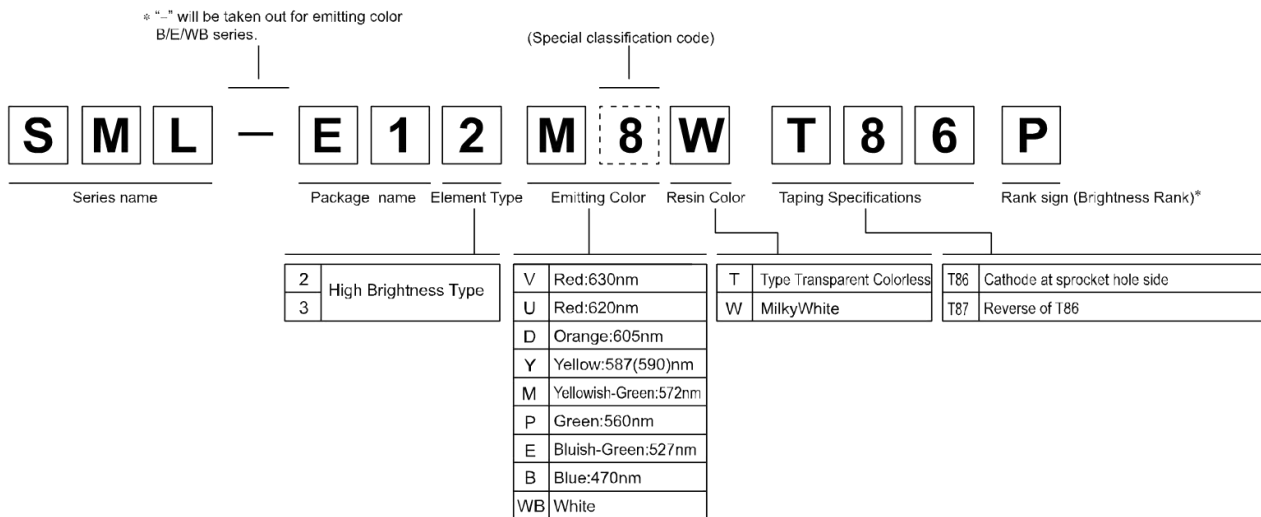 * “–” will be taken out for emitting color
B/E/WB series.
(Special classification code)
S M L — E 1 2 M 8 W T 8 6 P
Series name Package name Element Type Emitting Color Resin Color Taping Specifications Rank sign (Brightness Rank)*
2
3
High Brightness Type
V Red:630nm
U Red:620nm
D Orange:605nm
Y Yellow:587(590)nm
M Yellowish-Green:572nm
P Green:560nm
E Bluish-Green:527nm
B Blue:470nm
WB White
T Type Transparent Colorless
W MilkyWhite
T86 Cathode at sprocket hole side
T87 Reverse of T86